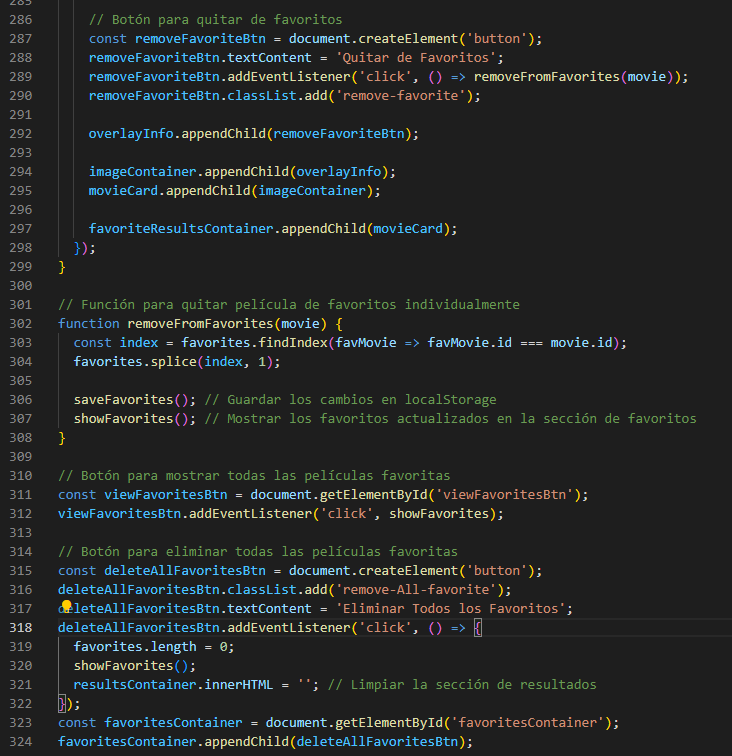 285
286 // Botón para quitar de favoritos
287 const removeFavoriteBtn = document.createElement('button');
288 removeFavoriteBtn.textContent = 'Quitar de Favoritos';
289 removeFavoriteBtn.addEventListener('click', () => removeFromFavorites(movie));
290 removeFavoriteBtn.classList.add('remove-favorite');
291
292 overlayInfo.appendChild(removeFavoriteBtn);
293
294 imageContainer.appendChild(overlayInfo);
295 movieCard.appendChild(imageContainer);
296
297 favoriteResultsContainer.appendChild(movieCard);
298 });
299 }
300
301 // Función para quitar película de favoritos individualmente
302 function removeFromFavorites(movie) {
303 const index = favorites.findIndex(favMovie => favMovie.id === movie.id);
304 favorites.splice(index, 1);
305
306 saveFavorites(); // Guardar los cambios en localStorage
307 showFavorites(); // Mostrar los favoritos actualizados en la sección de favoritos
308 }
309
310 // Botón para mostrar todas las películas favoritas
311 const viewFavoritesBtn = document.getElementById('viewFavoritesBtn');
312 viewFavoritesBtn.addEventListener('click', showFavorites);
313
314 // Botón para eliminar todas las películas favoritas
315 const deleteAllFavoritesBtn = document.createElement('button');
316 deleteAllFavoritesBtn.classList.add('remove-All-favorite');
317 deleteAllFavoritesBtn.textContent = 'Eliminar Todos los Favoritos';
318 deleteAllFavoritesBtn.addEventListener('click', () => {
319 favorites.length = 0;
320 showFavorites();
321 resultsContainer.innerHTML = ''; // Limpiar la sección de resultados
322 });
323 const favoritesContainer = document.getElementById('favoritesContainer');
324 favoritesContainer.appendChild(deleteAllFavoritesBtn);